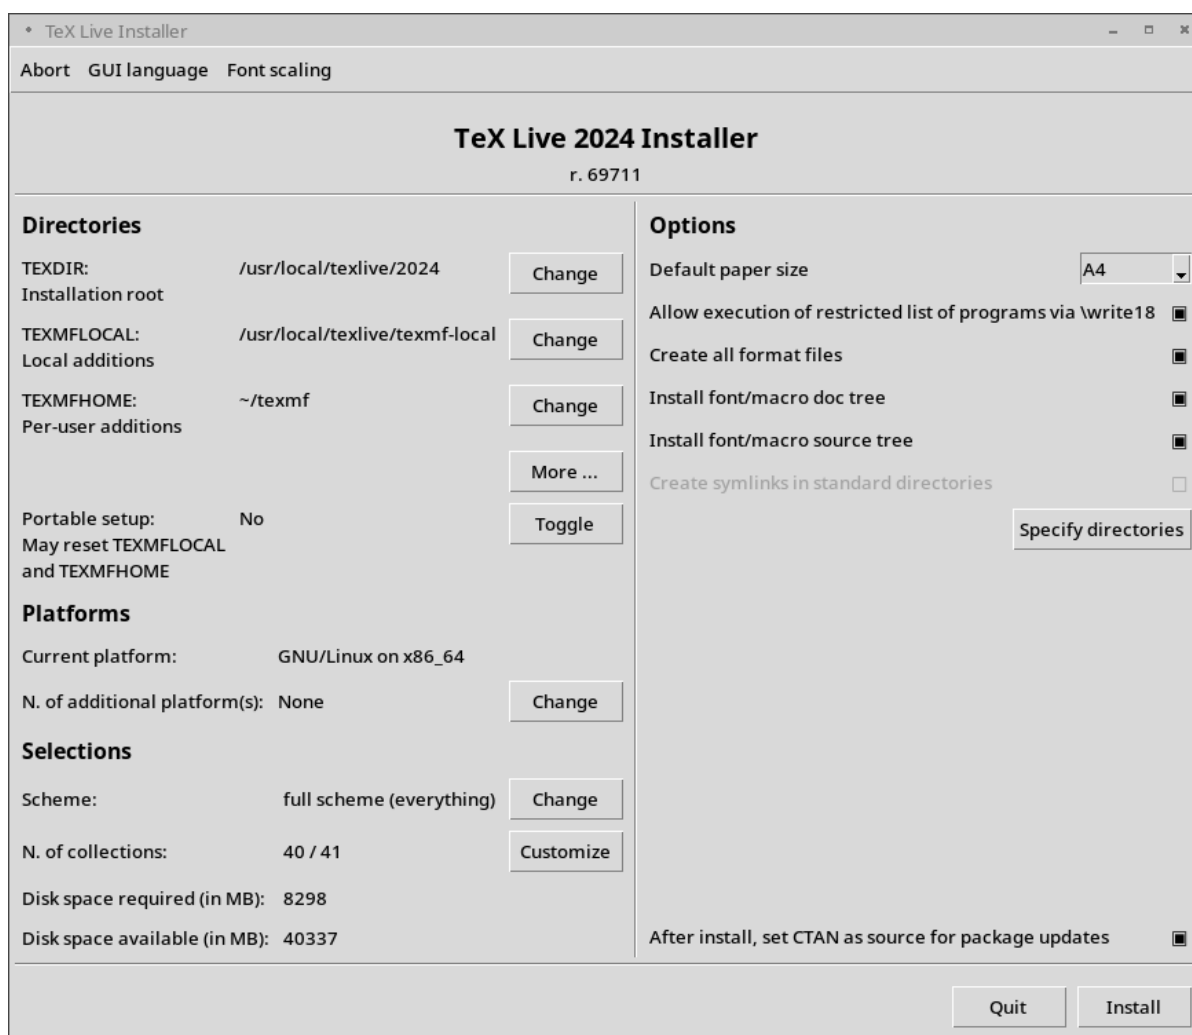 TeX Live Installer
Abort GUI language Font scaling
TeX Live 2024 Installer
r. 69711
Directories
TEXDIR: /usr/local/texlive/2024 Change
Installation root
TEXMFLOCAL: /usr/local/texlive/texmf-local Change
Local additions
TEXMFHOME: ~/texmf Change
Per-user additions
More ...
Portable setup: No Toggle
May reset TEXMFLOCAL
and TEXMFHOME
Platforms
Current platform: GNU/Linux on x86_64
N. of additional platform(s): None Change
Selections
Scheme: full scheme (everything) Change
N. of collections: 40 / 41 Customize
Disk space required (in MB): 8298
Disk space available (in MB): 40337
Options
Default paper size A4
Allow execution of restricted list of programs via \write18
Create all format files
Install font/macro doc tree
Install font/macro source tree
Create symlinks in standard directories
Specify directories
After install, set CTAN as source for package updates
Quit Install